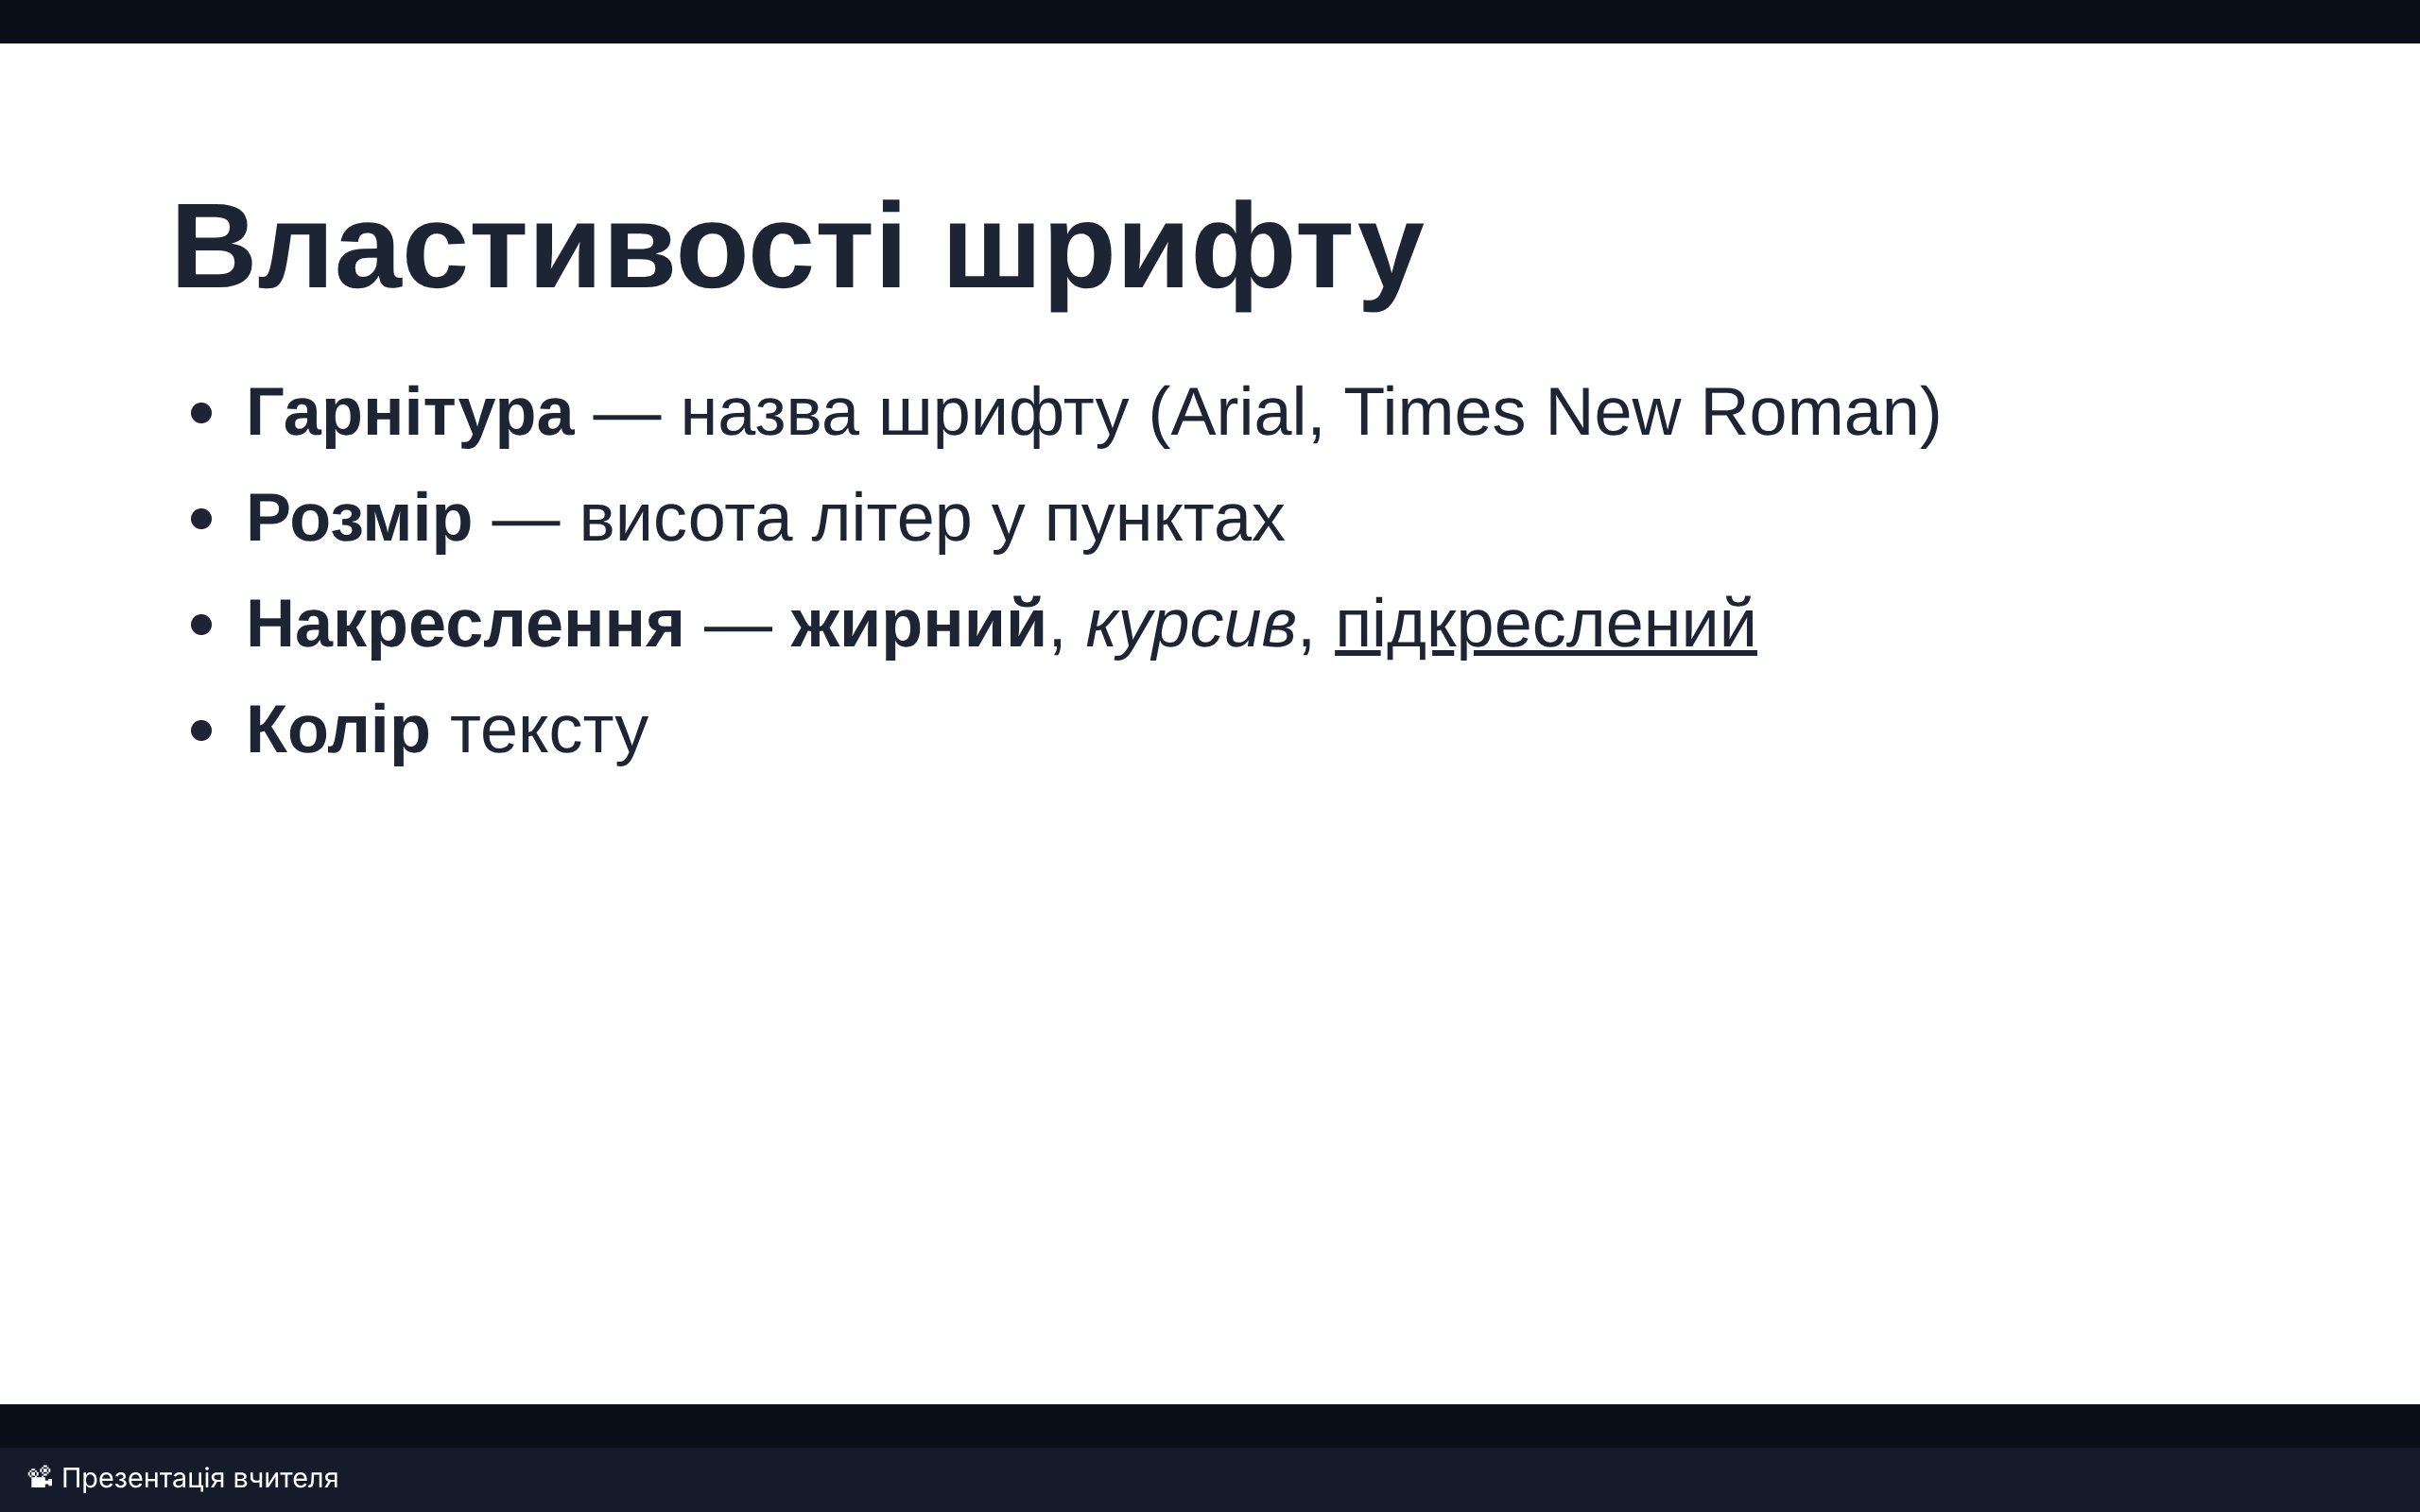 Властивості шрифту
• Гарнітура — назва шрифту (Arial, Times New Roman)
• Розмір — висота літер у пунктах
• Накреслення — жирний, курсив, підкреслений
• Колір тексту
📽 Презентація вчителя